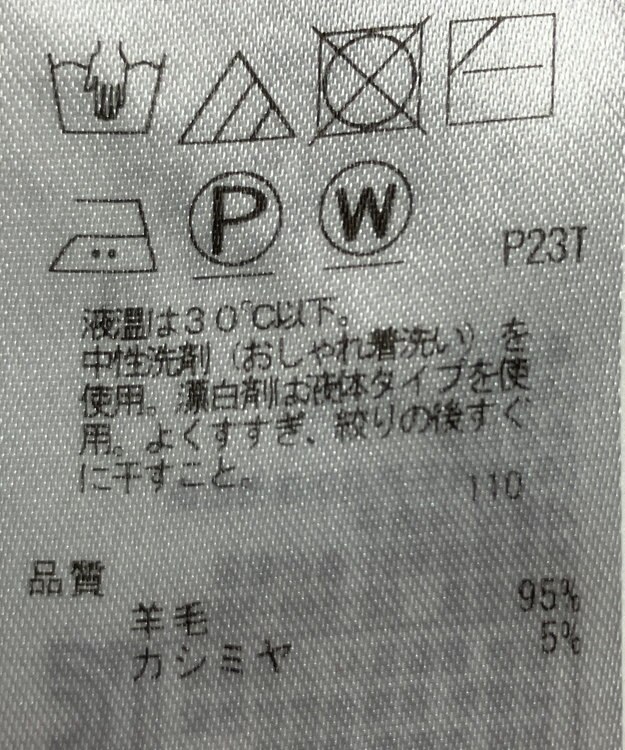 P
W
P23T
液温は30℃以下。
中性洗剤（おしゃれ着洗い）を
使用。漂白剤は液体タイプを使
用。よくすすぎ、絞りの後すぐ
に干すこと。
110
品質
羊毛 95%
カシミヤ 5%